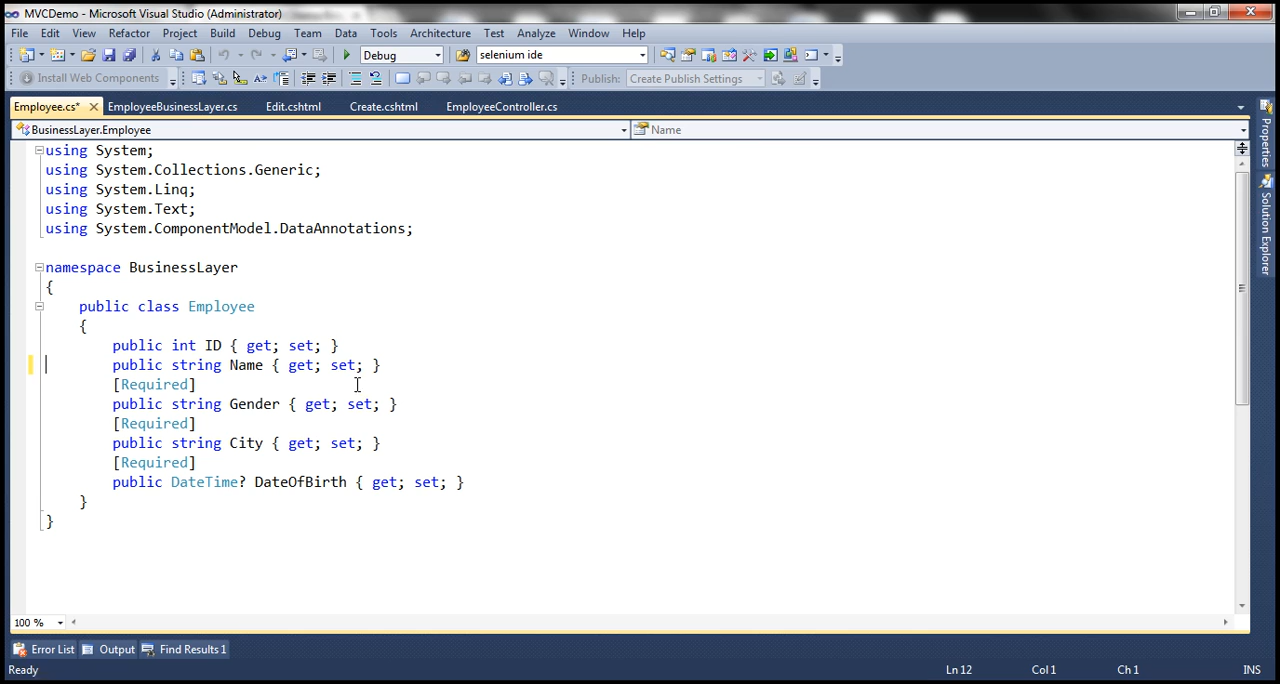 MVCDemo - Microsoft Visual Studio (Administrator)
File Edit View Refactor Project Build Debug Team Data Tools Architecture Test Analyze Window Help
Debug selenium ide
Install Web Components Publish: Create Publish Settings
Employee.cs* EmployeeBusinessLayer.cs Edit.cshtml Create.cshtml EmployeeController.cs
BusinessLayer.Employee Name
using System;
using System.Collections.Generic;
using System.Linq;
using System.Text;
using System.ComponentModel.DataAnnotations;
namespace BusinessLayer
{
public class Employee
{
public int ID { get; set; }
public string Name { get; set; }
[Required]
public string Gender { get; set; }
[Required]
public string City { get; set; }
[Required]
public DateTime? DateOfBirth { get; set; }
}
}
Properties
Solution Explorer
100 %
Error List Output Find Results 1
Ready Ln 12 Col 1 Ch 1 INS